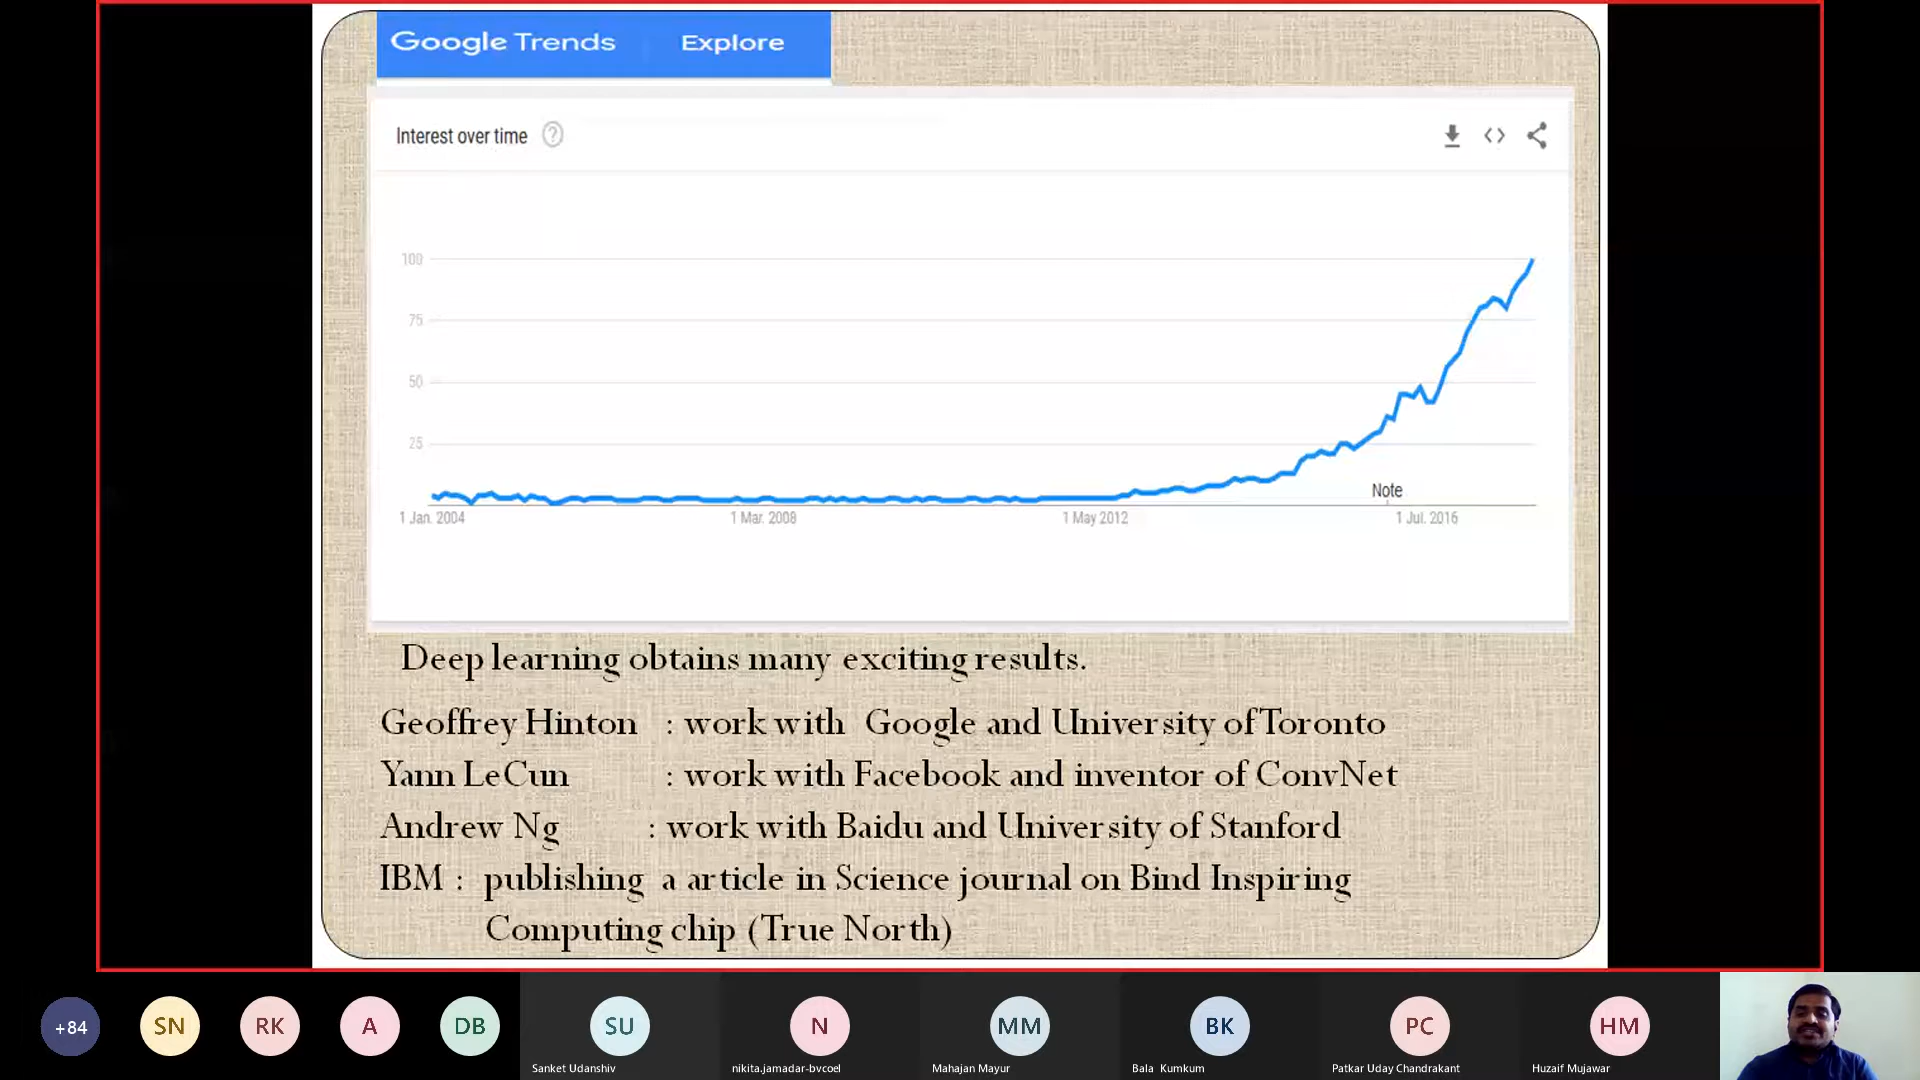 Google Trends Explore
Interest over time ?
100
75
50
25
Note
1 Jan. 2004 1 Mar. 2008 1 May 2012 1 Jul. 2016
Deep learning obtains many exciting results.
Geoffrey Hinton : work with Google and University of Toronto
Yann LeCun : work with Facebook and inventor of ConvNet
Andrew Ng : work with Baidu and University of Stanford
IBM : publishing a article in Science journal on Bind Inspiring
Computing chip (True North)
+84 SN RK A DB SU N MM BK PC HM
Sanket Udanshiv nikita.jamadar-bvcoel Mahajan Mayur Bala Kumkum Patkar Uday Chandrakant Huzaif Mujawar